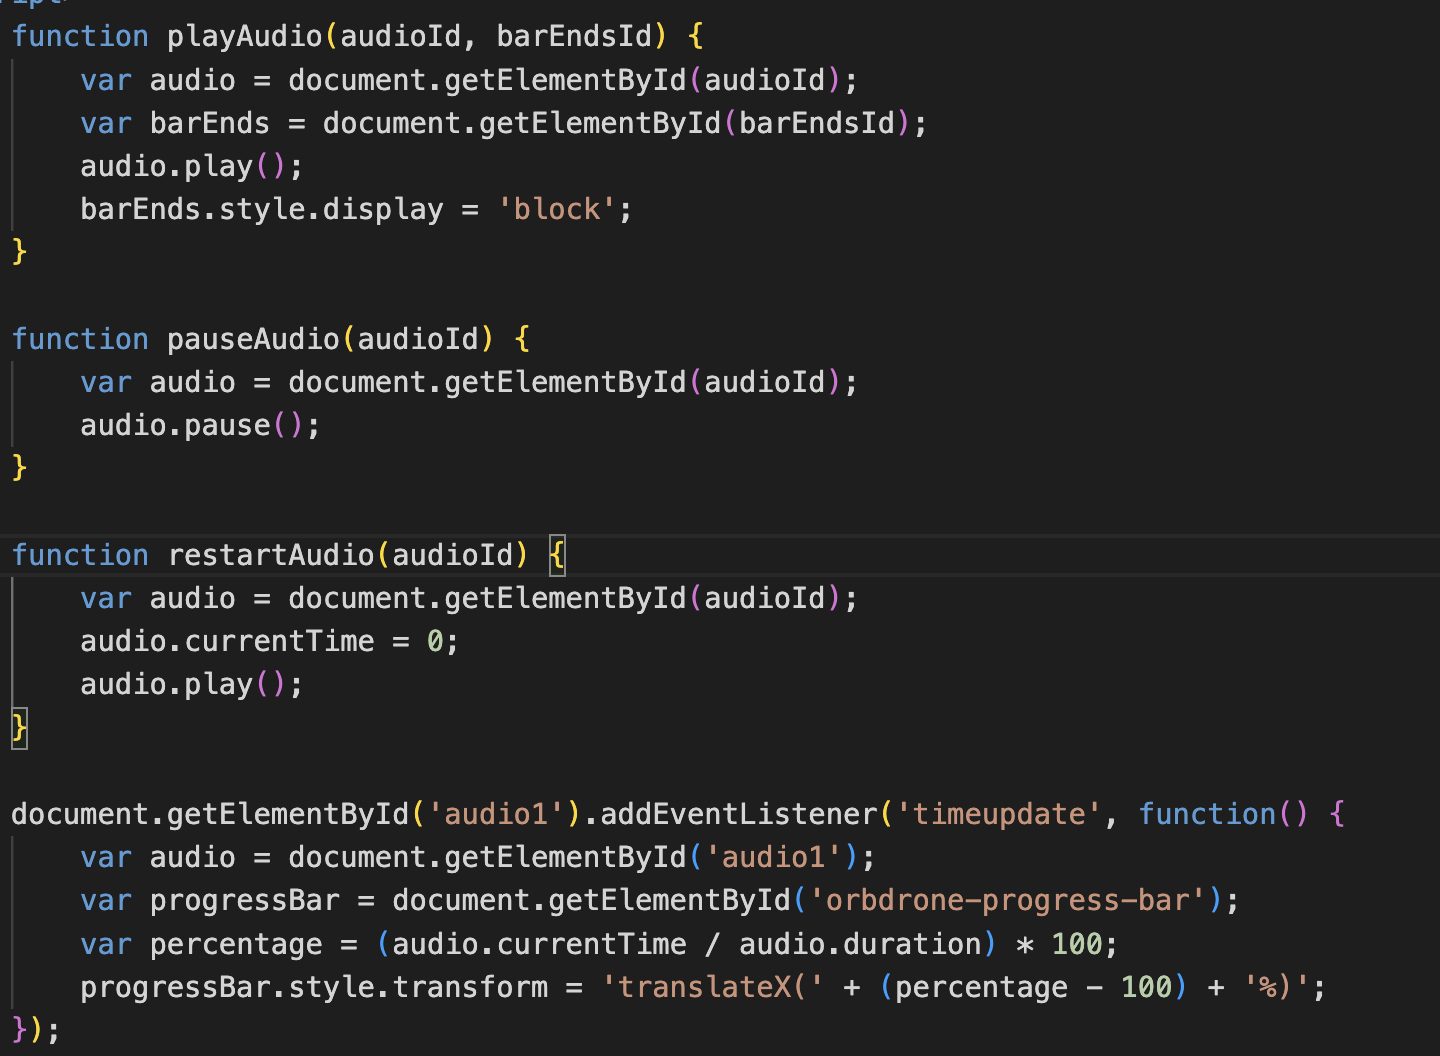 function playAudio(audioId, barEndsId) {
    var audio = document.getElementById(audioId);
    var barEnds = document.getElementById(barEndsId);
    audio.play();
    barEnds.style.display = 'block';
}

function pauseAudio(audioId) {
    var audio = document.getElementById(audioId);
    audio.pause();
}

function restartAudio(audioId) {
    var audio = document.getElementById(audioId);
    audio.currentTime = 0;
    audio.play();
}

document.getElementById('audio1').addEventListener('timeupdate', function() {
    var audio = document.getElementById('audio1');
    var progressBar = document.getElementById('orbdrone-progress-bar');
    var percentage = (audio.currentTime / audio.duration) * 100;
    progressBar.style.transform = 'translateX(' + (percentage - 100) + '%)';
});